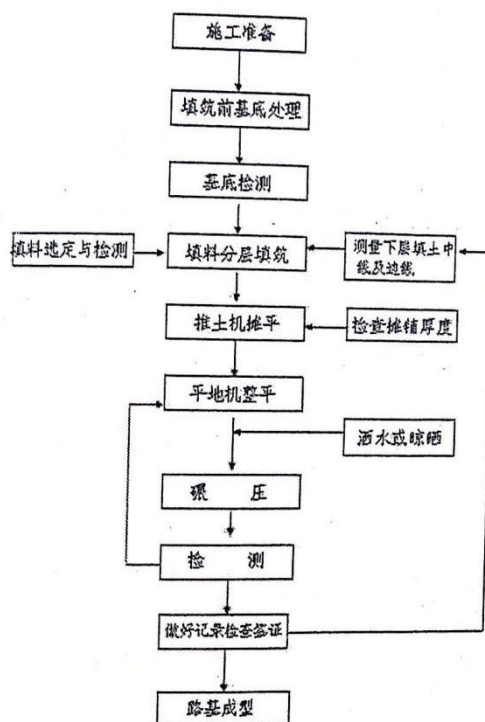 施工准备
填筑前基底处理
基底检测
填料选定与检测
填料分层填筑
测量下层填土中
线及边线
推土机摊平
检查摊铺厚度
平地机整平
洒水或晾晒
碾 压
检 测
做好记录检查签证
路基成型